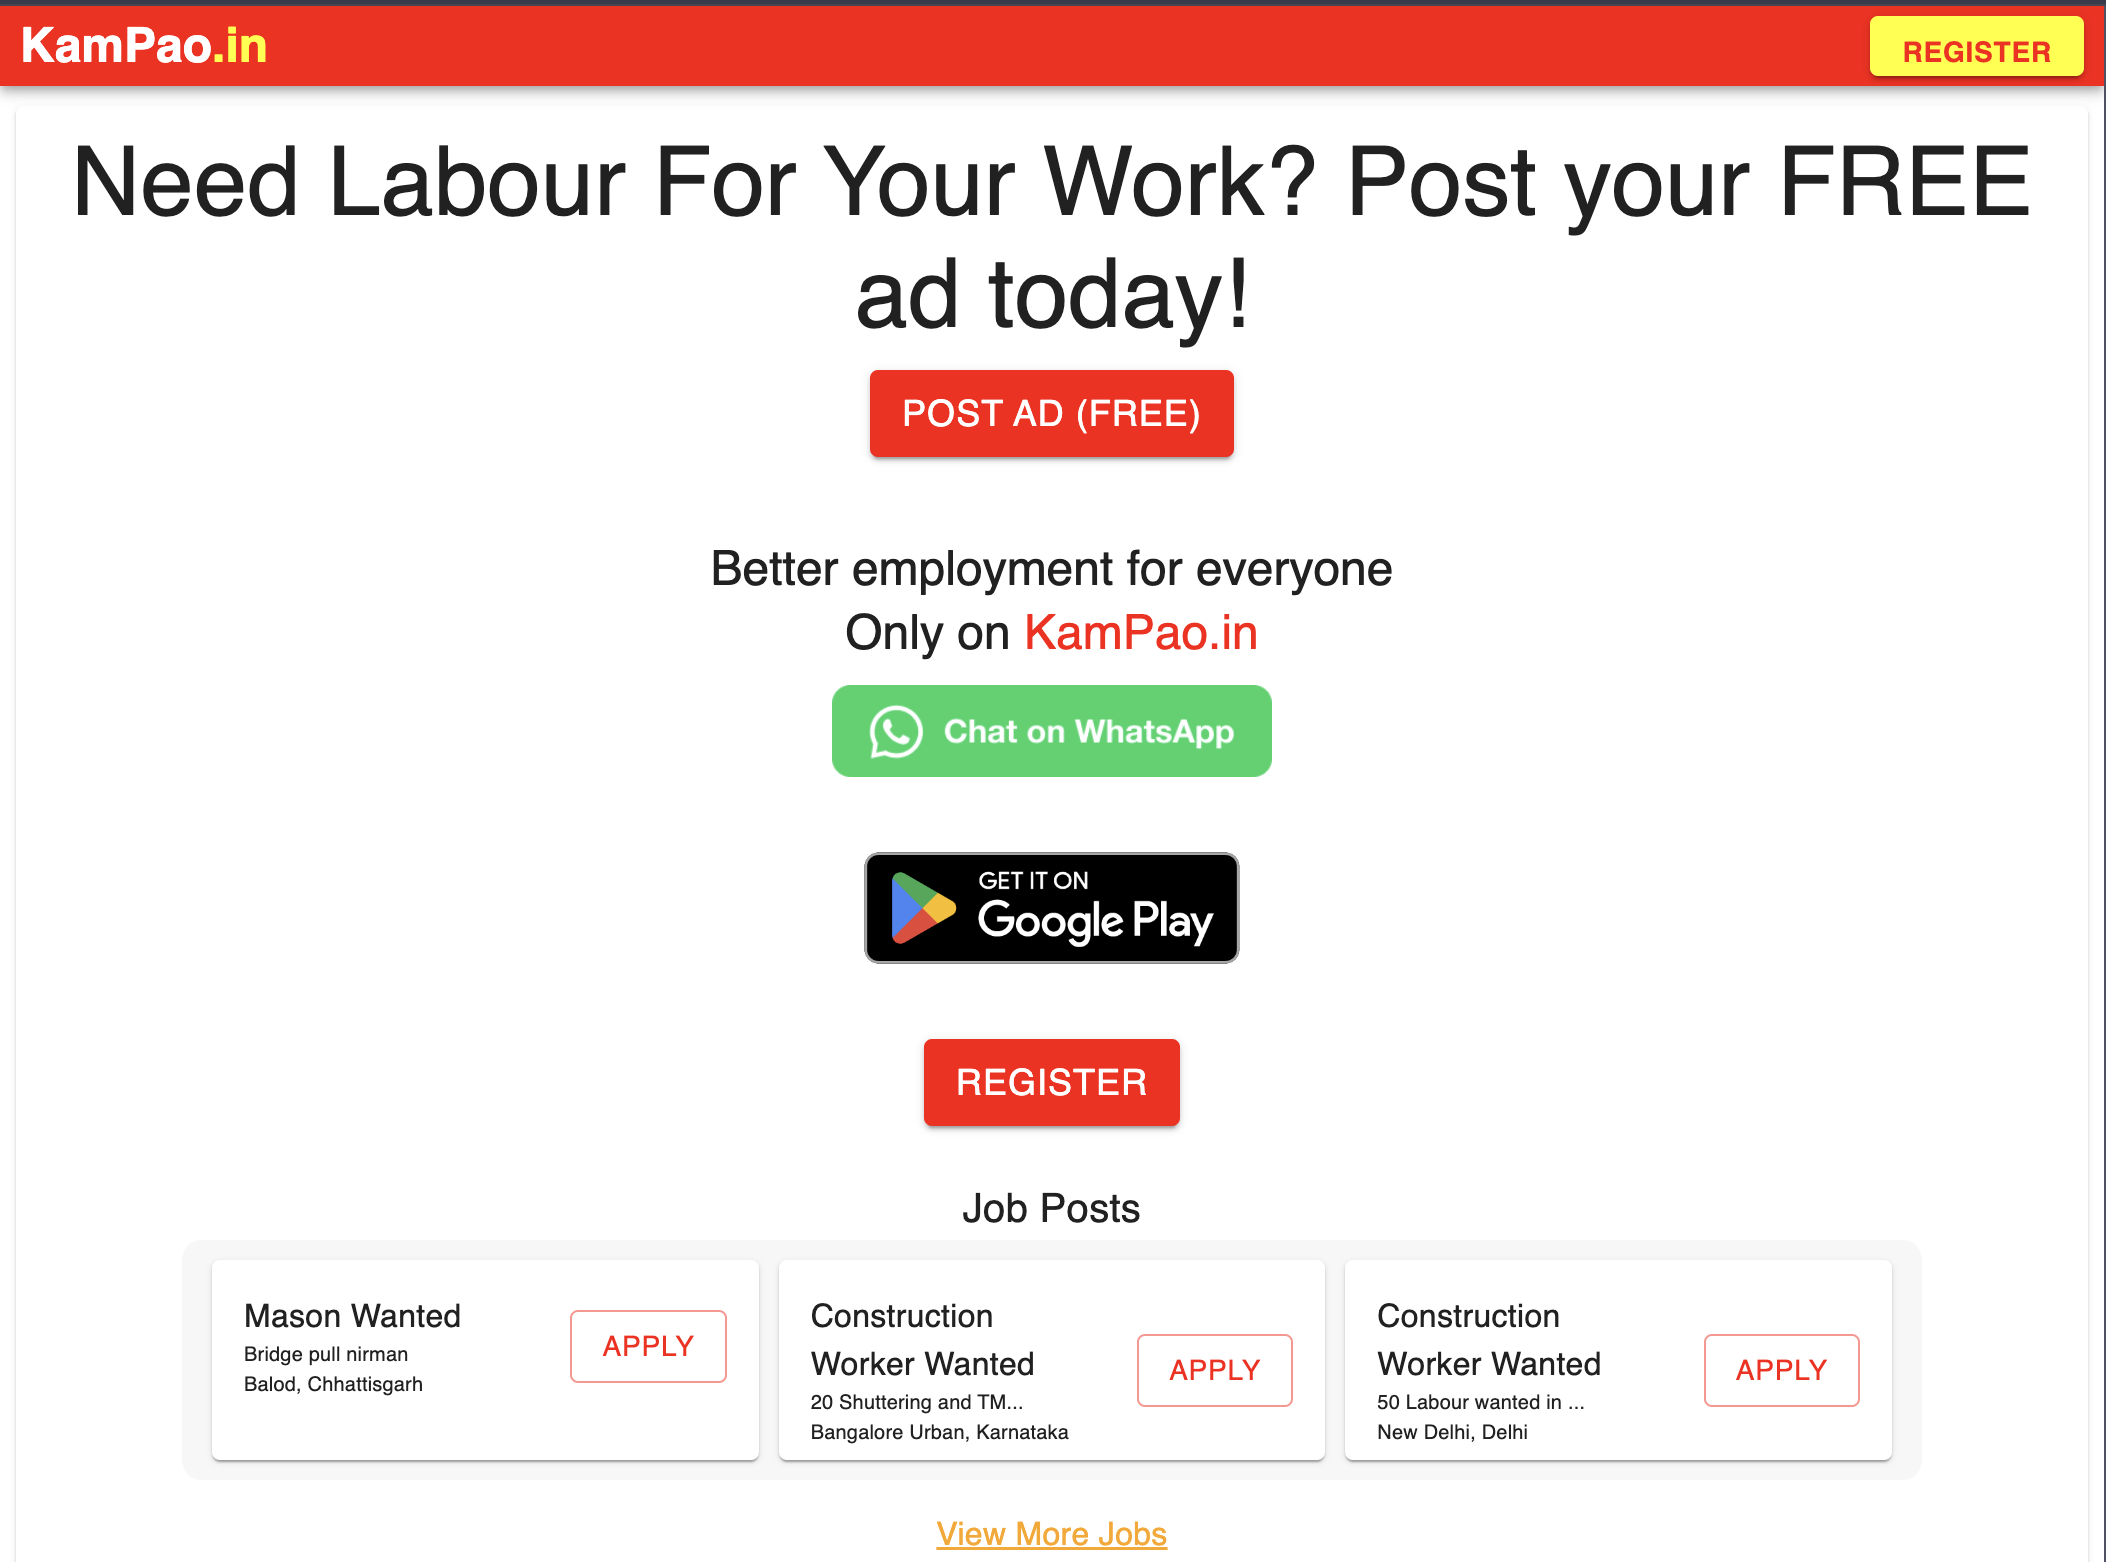 KamPao.in
REGISTER
Need Labour For Your Work? Post your FREE
ad today!
POST AD (FREE)
Better employment for everyone
Only on KamPao.in
Chat on WhatsApp
GET IT ON
Google Play
REGISTER
Job Posts
Mason Wanted
Bridge pull nirman
Balod, Chhattisgarh
APPLY
Construction
Worker Wanted
20 Shuttering and TM...
Bangalore Urban, Karnataka
APPLY
Construction
Worker Wanted
50 Labour wanted in ...
New Delhi, Delhi
APPLY
View More Jobs